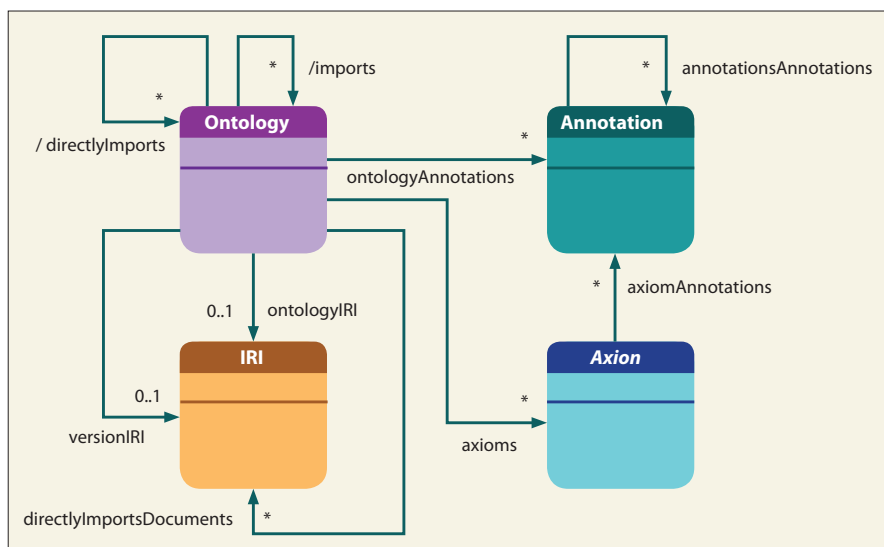 *
/imports
*
annotationsAnnotations
*
Ontology
Annotation
/ directlyImports
*
ontologyAnnotations
*
axiomAnnotations
0..1
ontologyIRI
IRI
Axion
0..1
*
versionIRI
axioms
directlyImportsDocuments
*